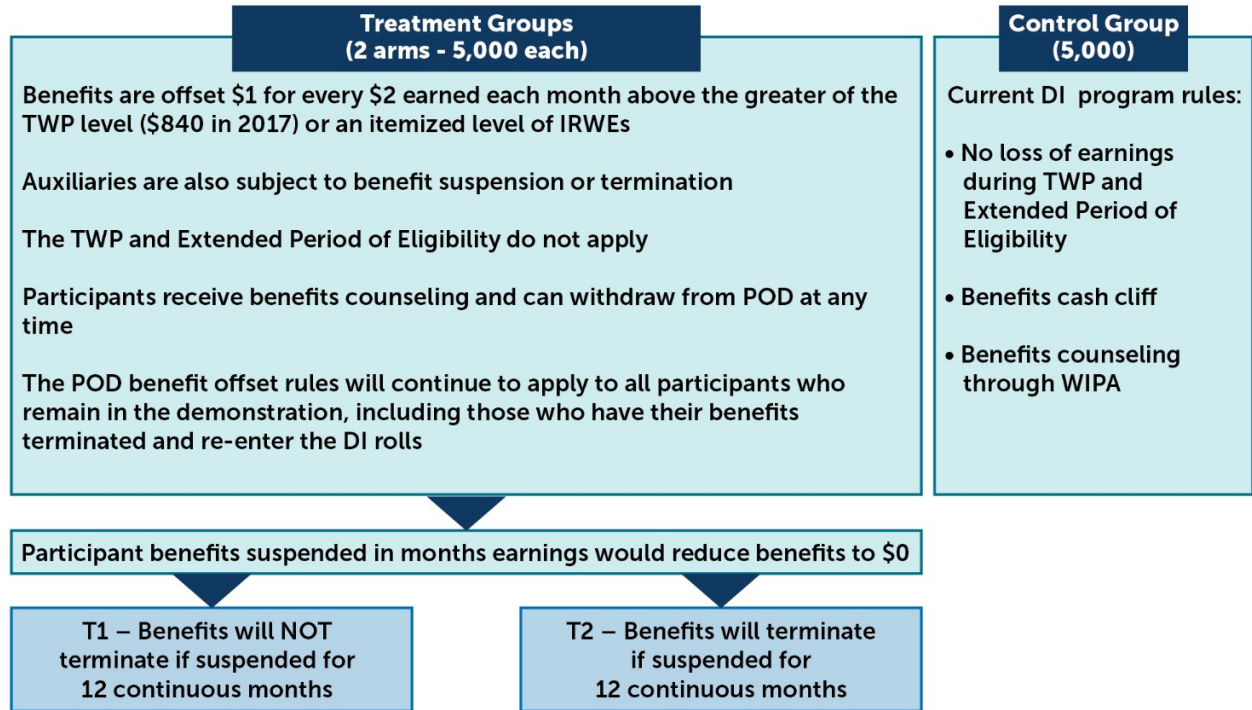 Treatment Groups
(2 arms - 5,000 each)
Benefits are offset $1 for every $2 earned each month above the greater of the
TWP level ($840 in 2017) or an itemized level of IRWEs
Auxiliaries are also subject to benefit suspension or termination
The TWP and Extended Period of Eligibility do not apply
Participants receive benefits counseling and can withdraw from POD at any
time
The POD benefit offset rules will continue to apply to all participants who
remain in the demonstration, including those who have their benefits
terminated and re-enter the DI rolls
Control Group
(5,000)
Current DI program rules:
• No loss of earnings
during TWP and
Extended Period of
Eligibility
• Benefits cash cliff
• Benefits counseling
through WIPA
Participant benefits suspended in months earnings would reduce benefits to $0
T1 – Benefits will NOT
terminate if suspended for
12 continuous months
T2 – Benefits will terminate
if suspended for
12 continuous months